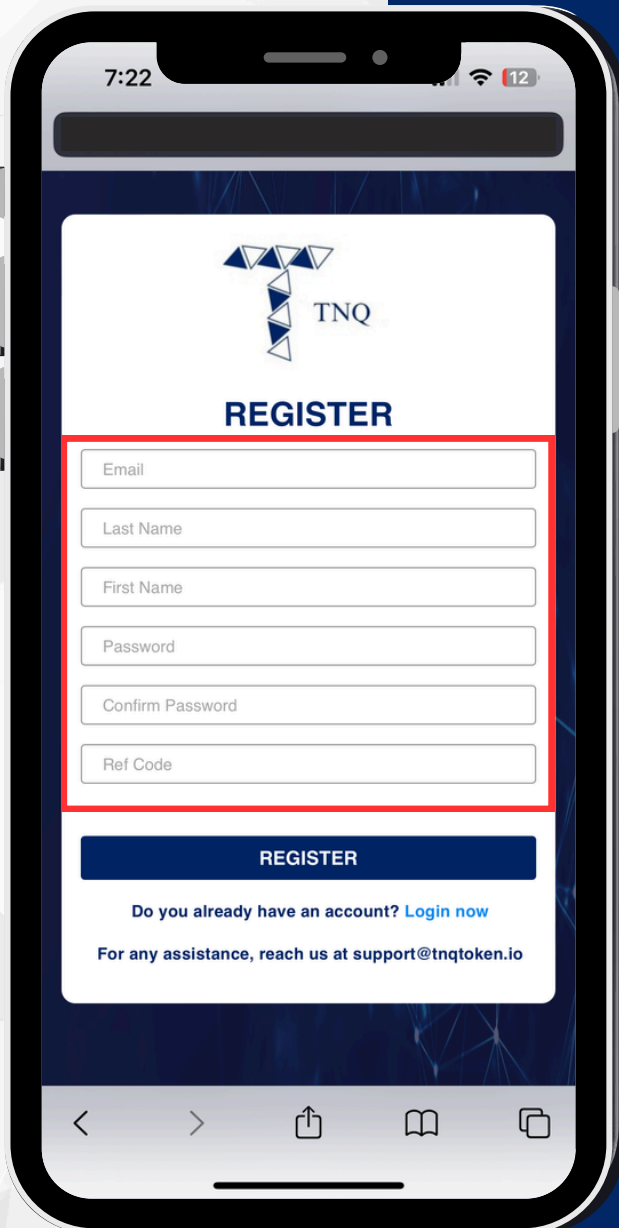 7:22
12
TNQ
REGISTER
Email
Last Name
First Name
Password
Confirm Password
Ref Code
REGISTER
Do you already have an account? Login now
For any assistance, reach us at support@tnqtoken.io